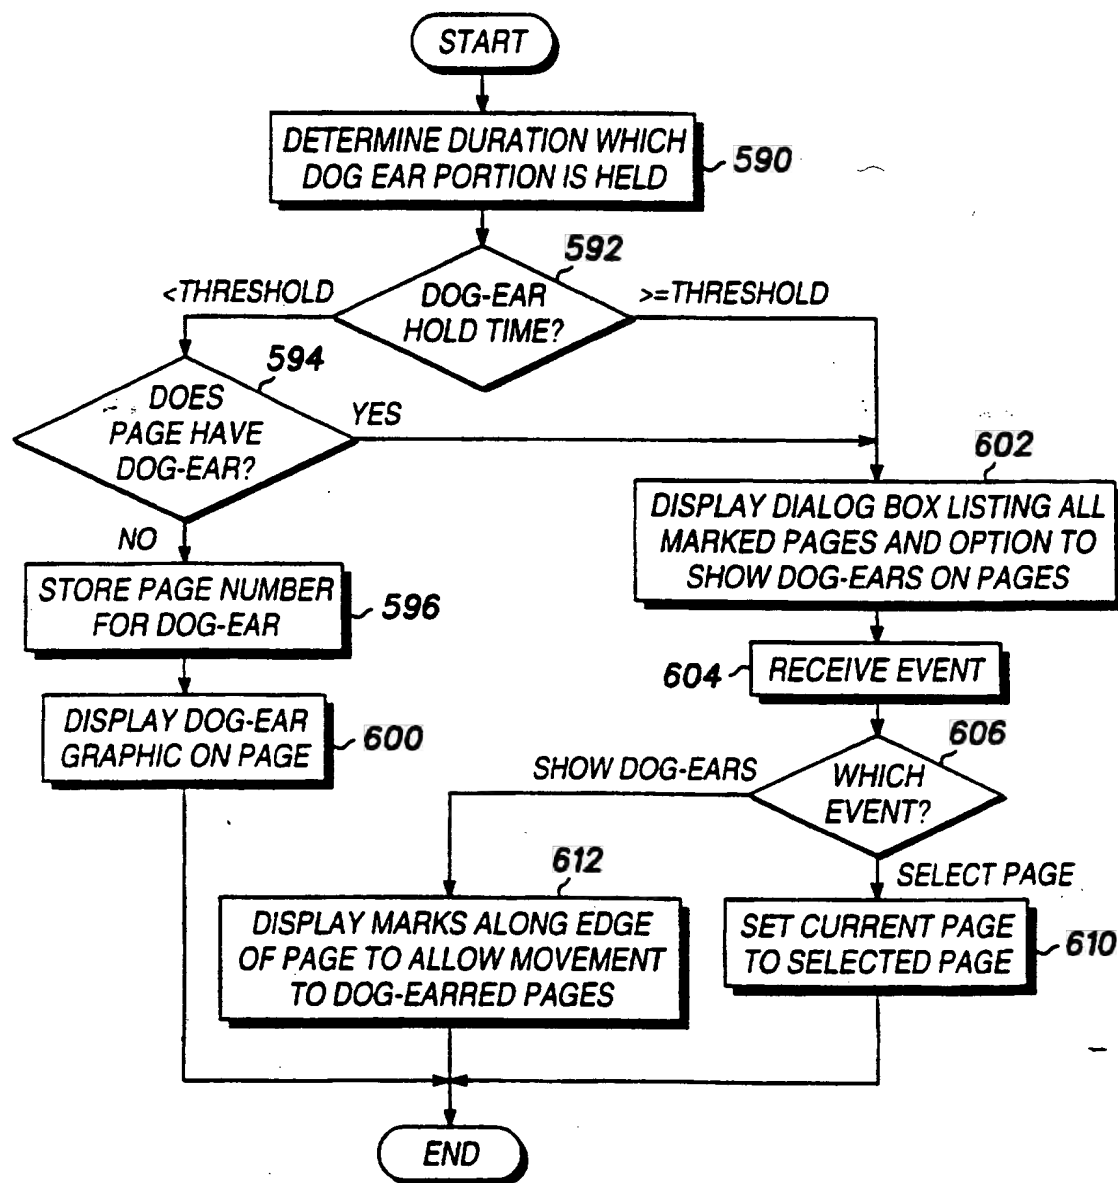 START
DETERMINE DURATION WHICH
DOG EAR PORTION IS HELD
590
592
<THRESHOLD
DOG-EAR
HOLD TIME?
>=THRESHOLD
594
DOES
PAGE HAVE
DOG-EAR?
YES
NO
602
DISPLAY DIALOG BOX LISTING ALL
MARKED PAGES AND OPTION TO
SHOW DOG-EARS ON PAGES
STORE PAGE NUMBER
FOR DOG-EAR
596
604
RECEIVE EVENT
DISPLAY DOG-EAR
GRAPHIC ON PAGE
600
606
SHOW DOG-EARS
WHICH
EVENT?
SELECT PAGE
612
DISPLAY MARKS ALONG EDGE
OF PAGE TO ALLOW MOVEMENT
TO DOG-EARRED PAGES
SET CURRENT PAGE
TO SELECTED PAGE
610
END